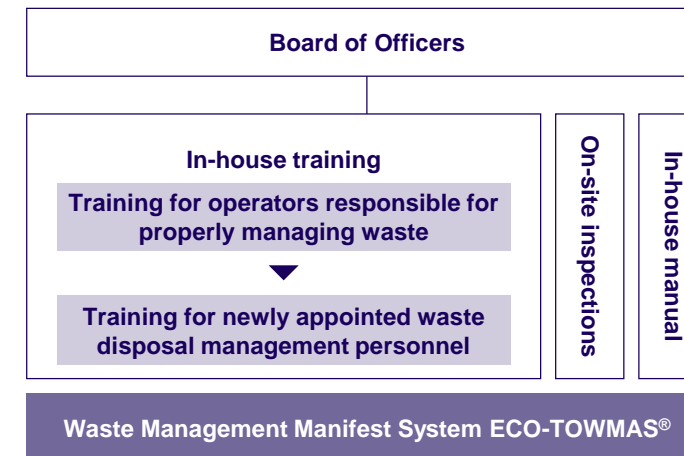 Board of Officers
In-house training
Training for operators responsible for
properly managing waste
Training for newly appointed waste
disposal management personnel
On-site inspections
In-house manual
Waste Management Manifest System ECO-TOWMAS®